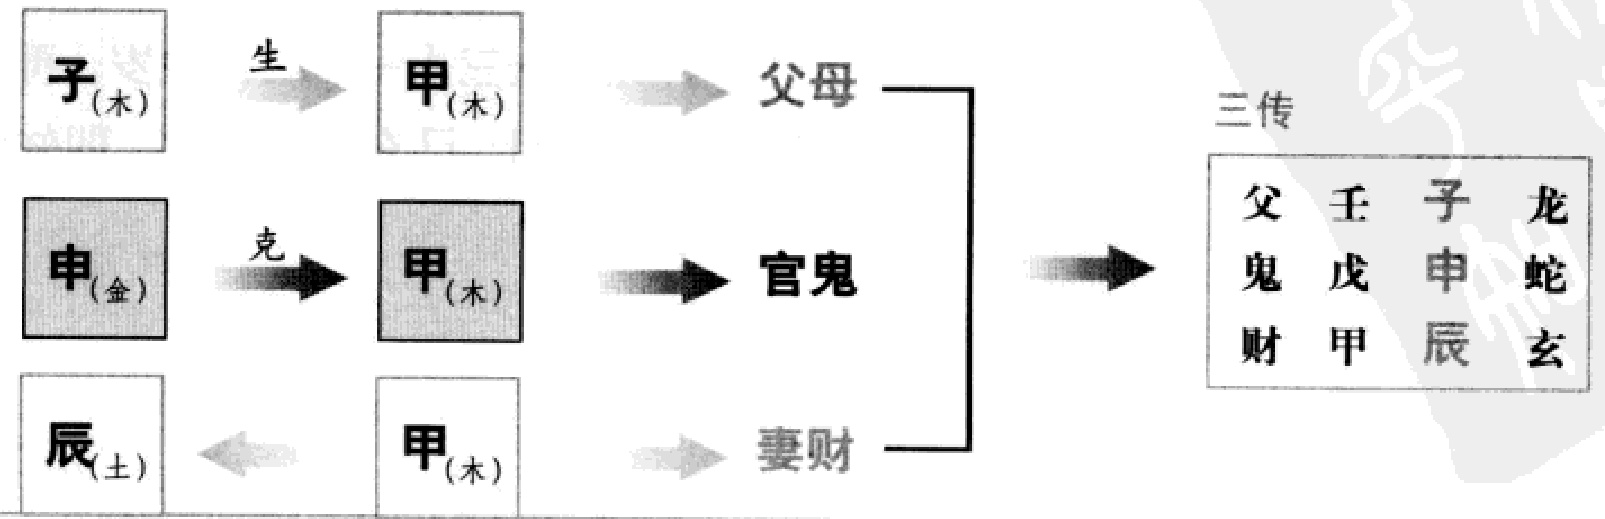 子(木) 生 甲(木) 父母
申(金) 克 甲(木) 官鬼
辰(土) 甲(木) 妻财
三传
父 壬 子 龙
鬼 戊 申 蛇
财 甲 辰 玄